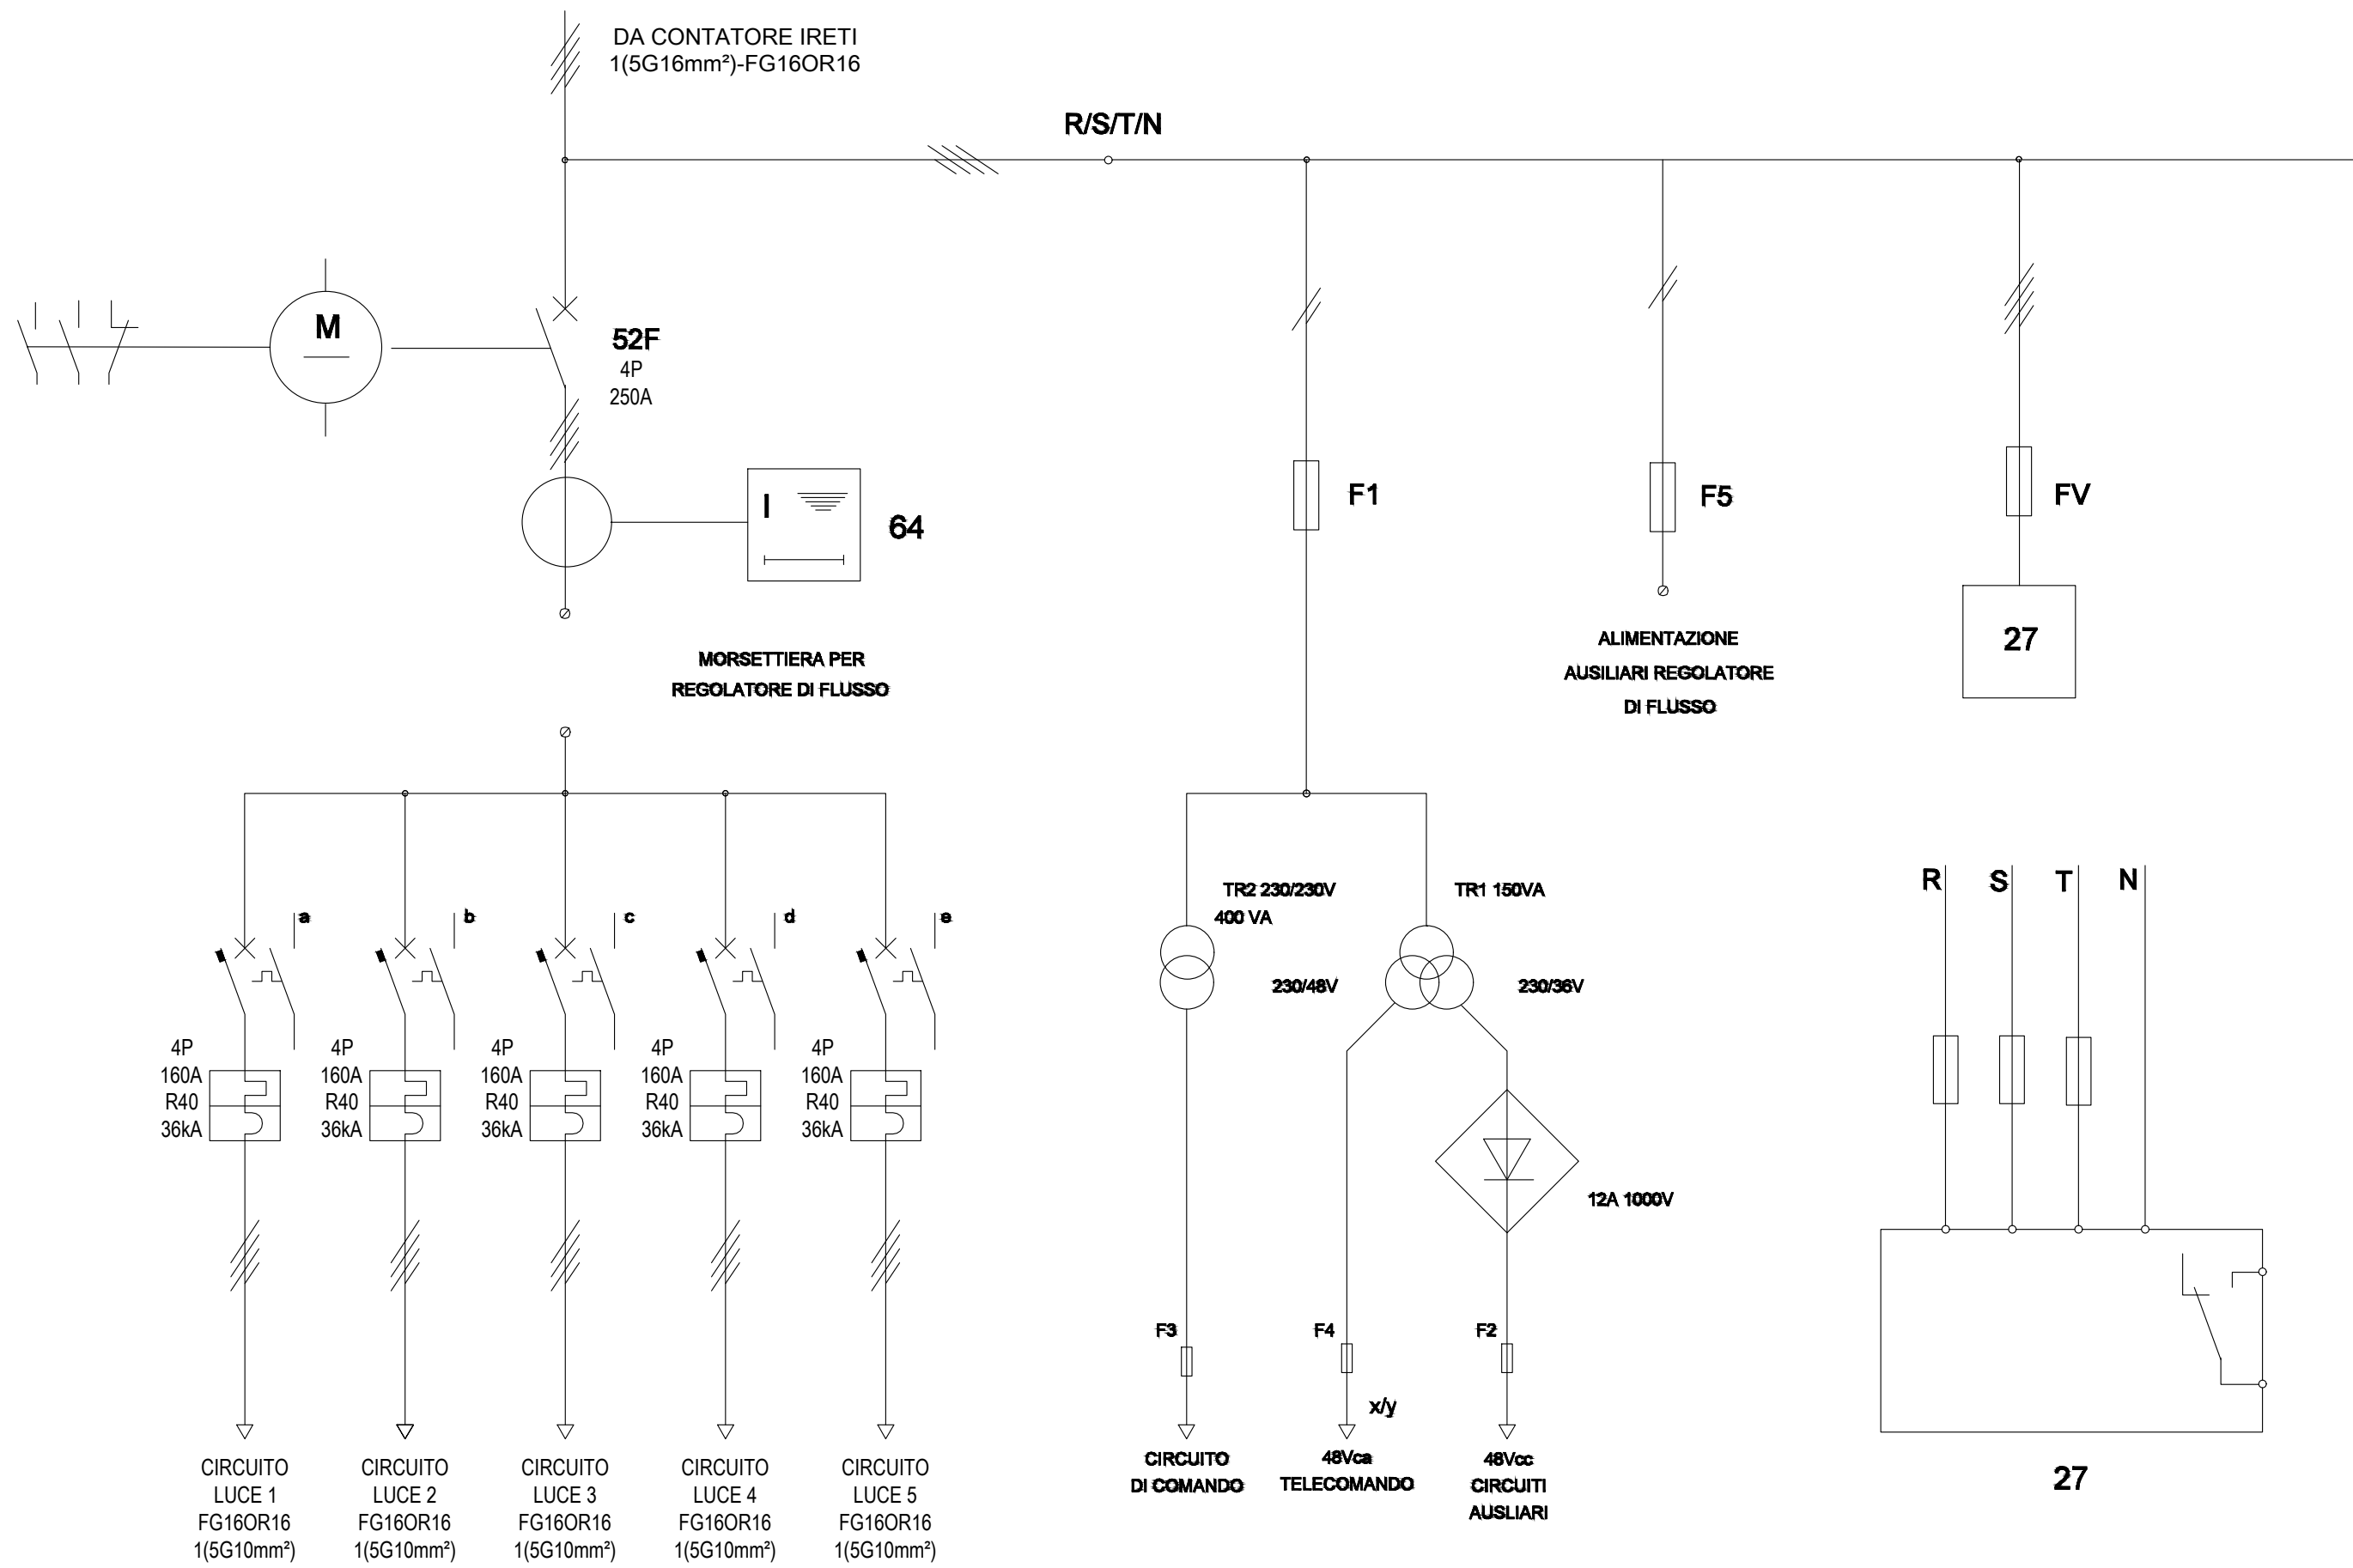 DA CONTATORE IRETI
1(5G16mm²)-FG16OR16
R/S/T/N
M
52F
4P
250A
I
64
F1
F5
FV
MORSETTIERA PER
REGOLATORE DI FLUSSO
ALIMENTAZIONE
AUSILIARI REGOLATORE
DI FLUSSO
27
a
b
c
d
e
4P
160A
R40
36kA
4P
160A
R40
36kA
4P
160A
R40
36kA
4P
160A
R40
36kA
4P
160A
R40
36kA
CIRCUITO
LUCE 1
FG16OR16
1(5G10mm²)
CIRCUITO
LUCE 2
FG16OR16
1(5G10mm²)
CIRCUITO
LUCE 3
FG16OR16
1(5G10mm²)
CIRCUITO
LUCE 4
FG16OR16
1(5G10mm²)
CIRCUITO
LUCE 5
FG16OR16
1(5G10mm²)
TR2 230/230V
400 VA
TR1 150VA
230/48V
230/36V
12A 1000V
F3
F4
F2
x/y
CIRCUITO
DI COMANDO
48Vca
TELECOMANDO
48Vcc
CIRCUITI
AUSLIARI
R
S
T
N
27